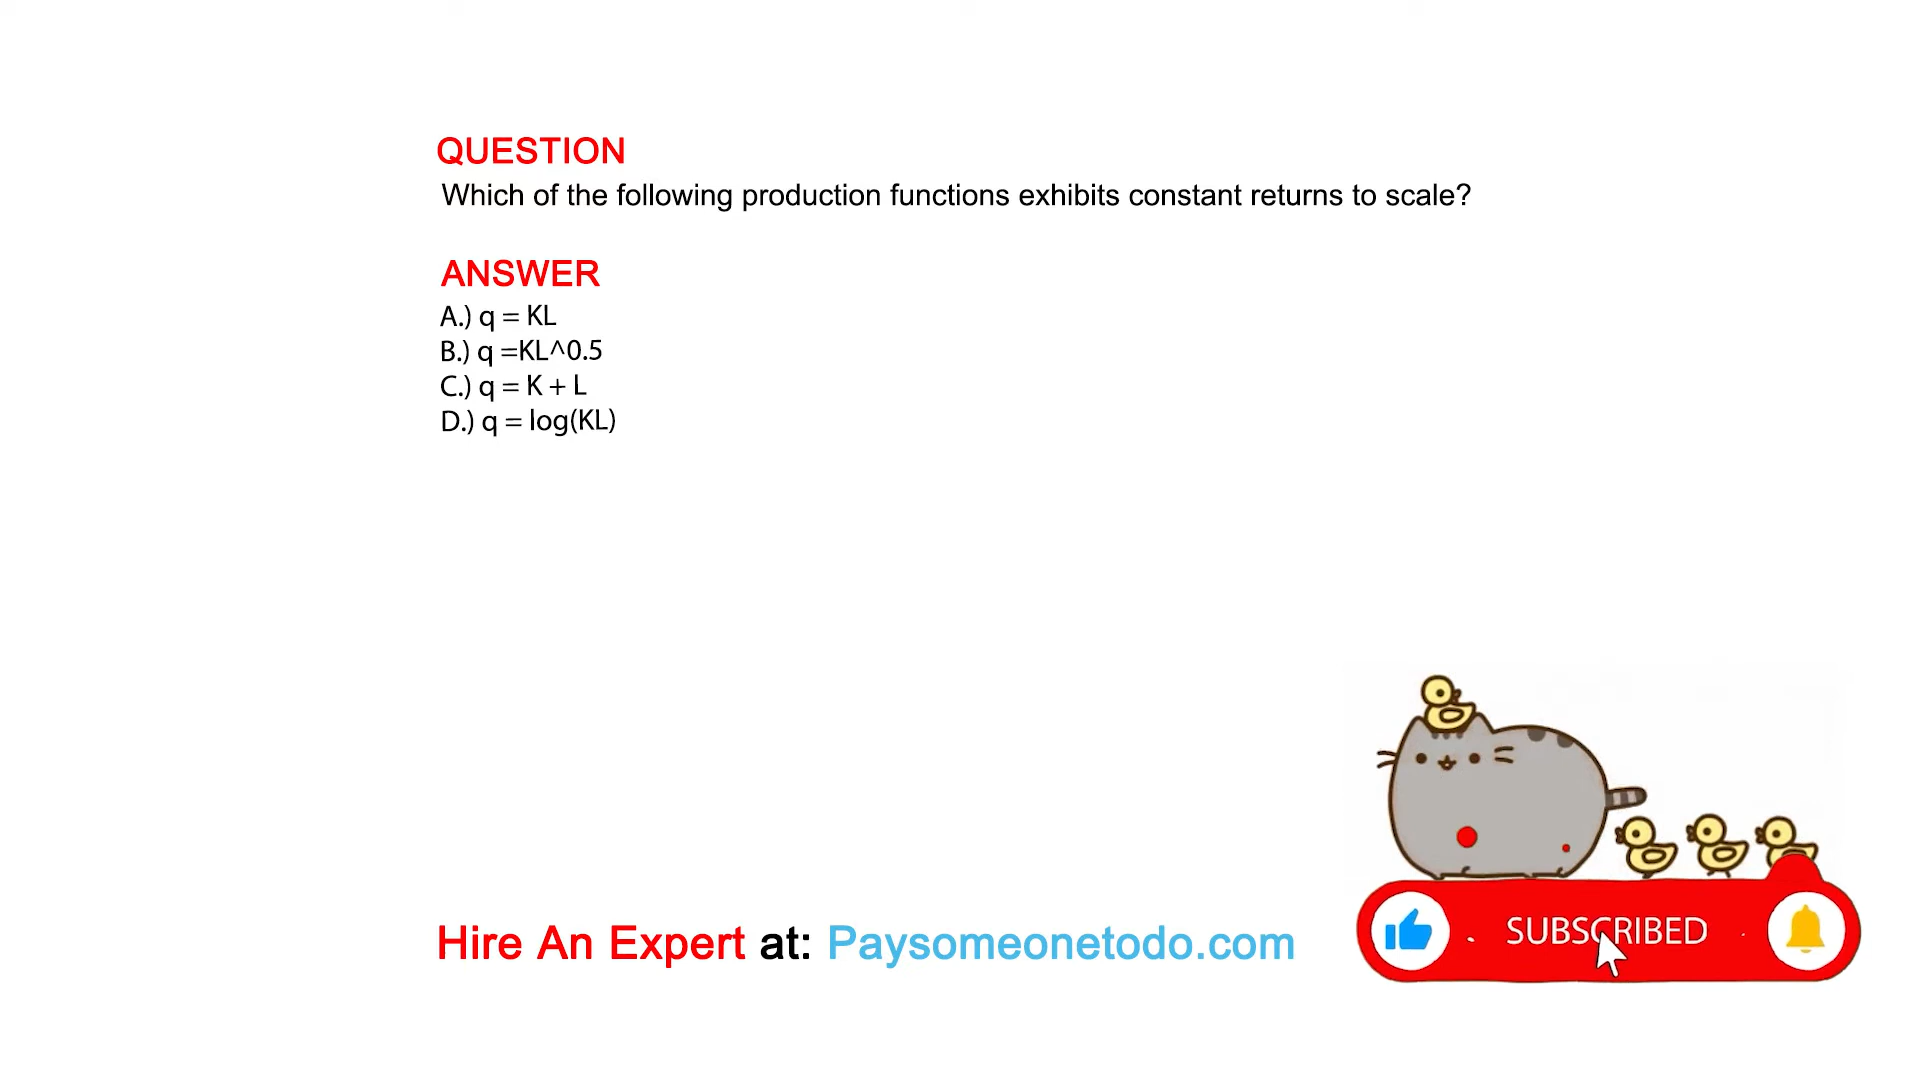 QUESTION
Which of the following production functions exhibits constant returns to scale?
ANSWER
A.) q = KL
B.) q =KL^0.5
C.) q = K + L
D.) q = log(KL)
Hire An Expert at: Paysomeonetodo.com
SUBSCRIBED